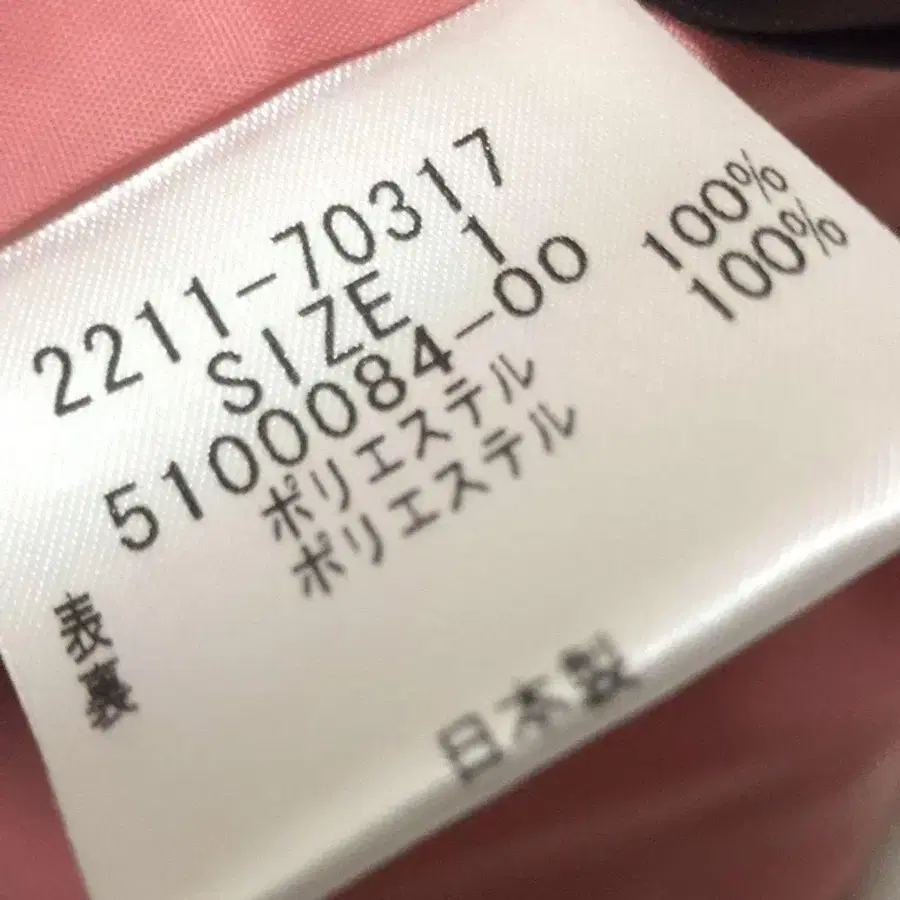 2211-70317
SIZE 1
5100084-00
表 ポリエステル 100%
裏 ポリエステル 100%
日本製